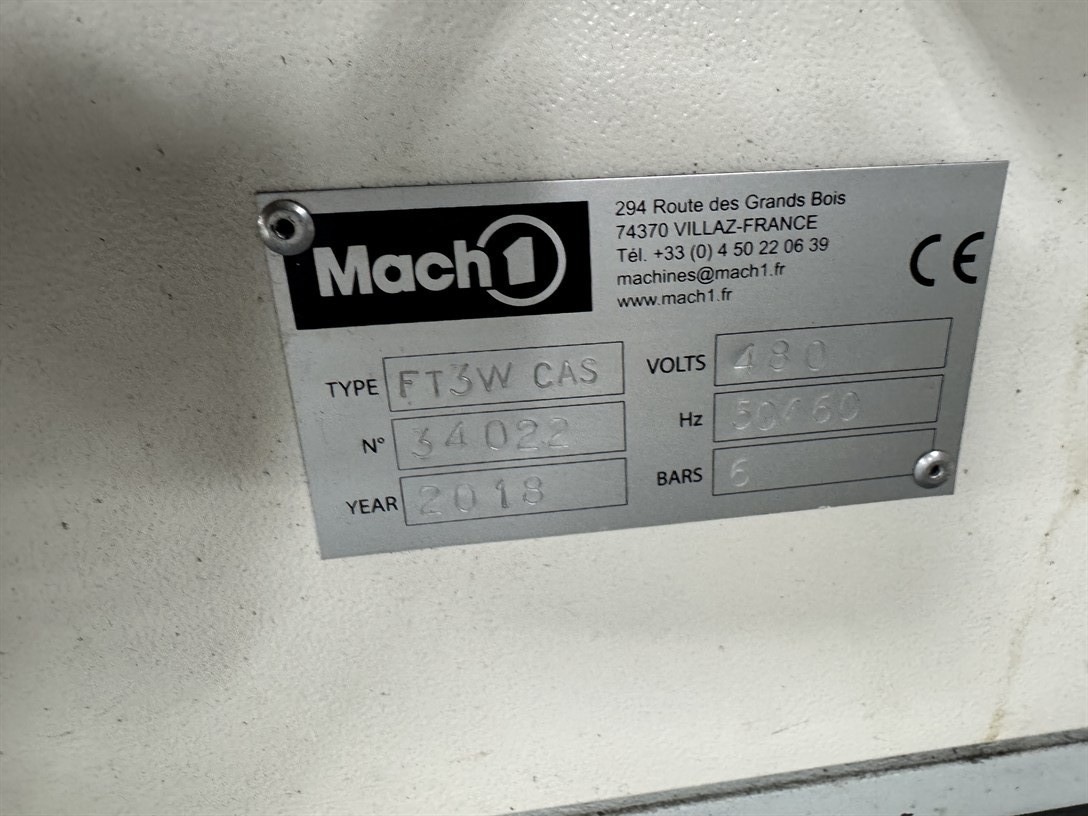 Mach1
294 Route des Grands Bois
74370 VILLAZ-FRANCE
Tél. +33 (0) 4 50 22 06 39
machines@mach1.fr
www.mach1.fr
CE
TYPE FT3W CAS
N° 34022
YEAR 2018
VOLTS 480
Hz 50/60
BARS 6